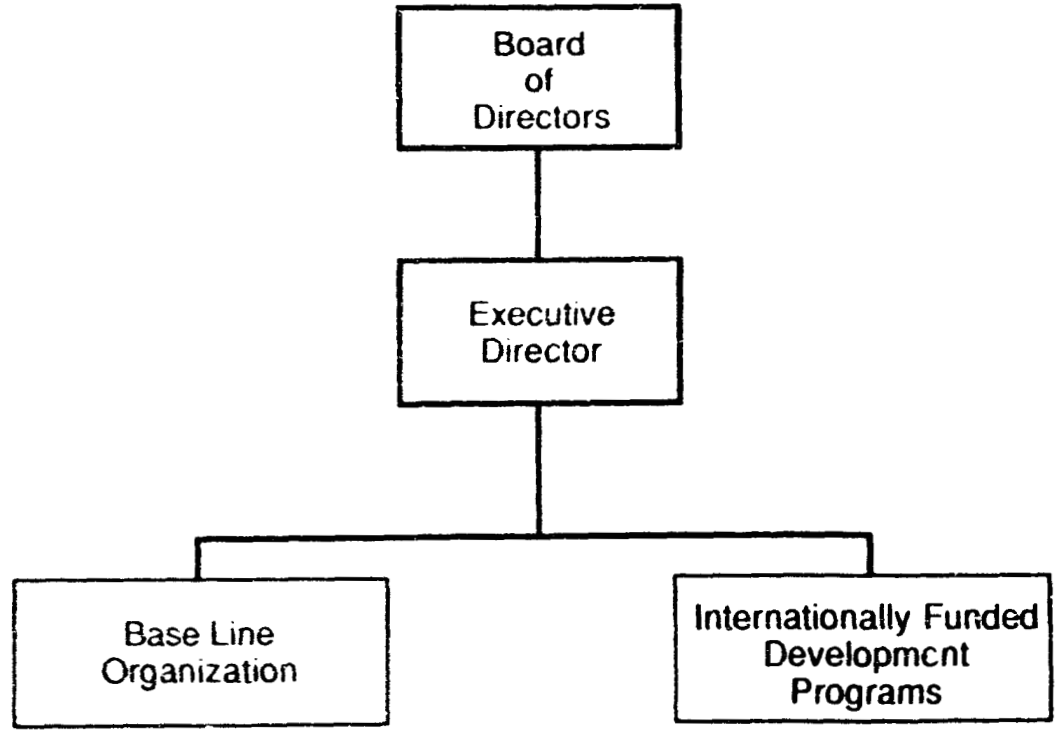 Board
of
Directors
Executive
Director
Base Line
Organization
Internationally Funded
Development
Programs